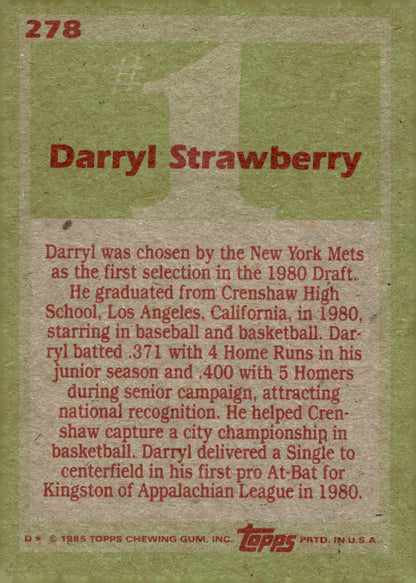 278
#1
Darryl Strawberry
Darryl was chosen by the New York Mets
as the first selection in the 1980 Draft.
He graduated from Crenshaw High
School, Los Angeles, California, in 1980,
starring in baseball and basketball. Dar-
ryl batted .371 with 4 Home Runs in his
junior season and .400 with 5 Homers
during senior campaign, attracting
national recognition. He helped Cren-
shaw capture a city championship in
basketball. Darryl delivered a Single to
centerfield in his first pro At-Bat for
Kingston of Appalachian League in 1980.
D* © 1985 TOPPS CHEWING GUM, INC. Topps PRTD. IN U.S.A.